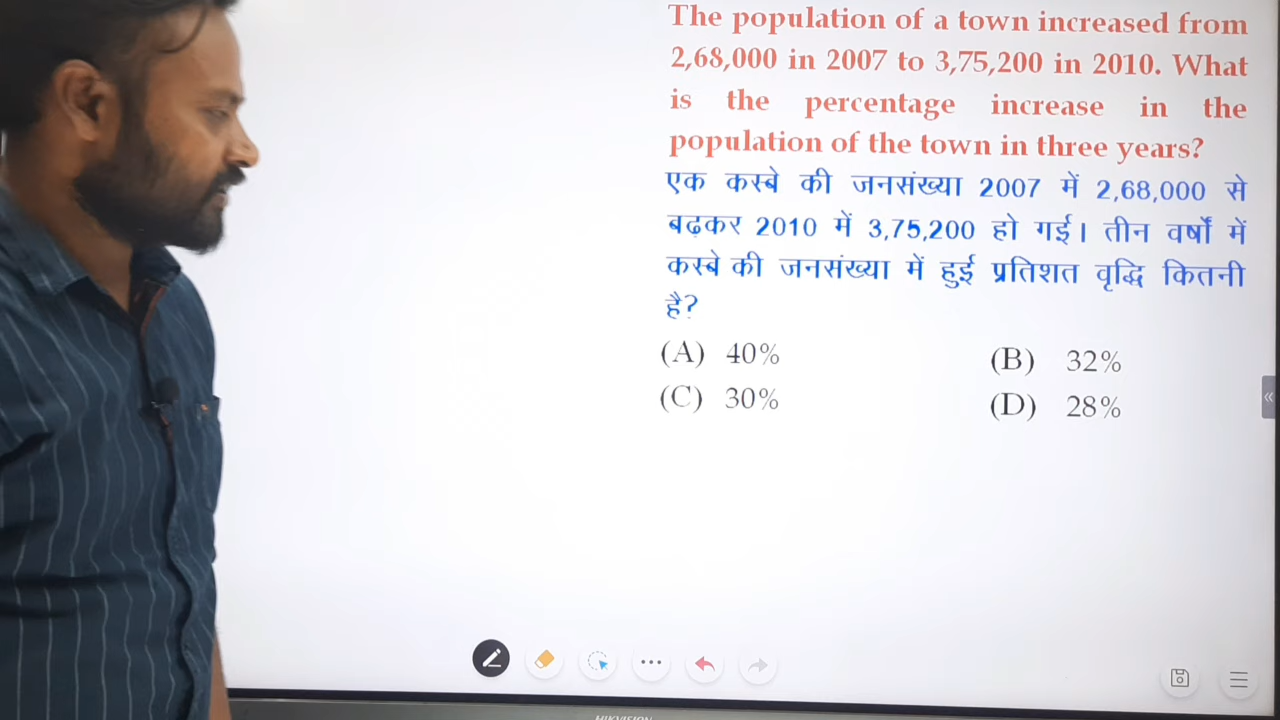 The population of a town increased from
2,68,000 in 2007 to 3,75,200 in 2010. What
is the percentage increase in the
population of the town in three years?
एक कस्बे की जनसंख्या 2007 में 2,68,000 से
बढ़कर 2010 में 3,75,200 हो गई। तीन वर्षों में
कस्बे की जनसंख्या में हुई प्रतिशत वृद्धि कितनी
है?
(A) 40% (B) 32%
(C) 30% (D) 28%
HIKVISION